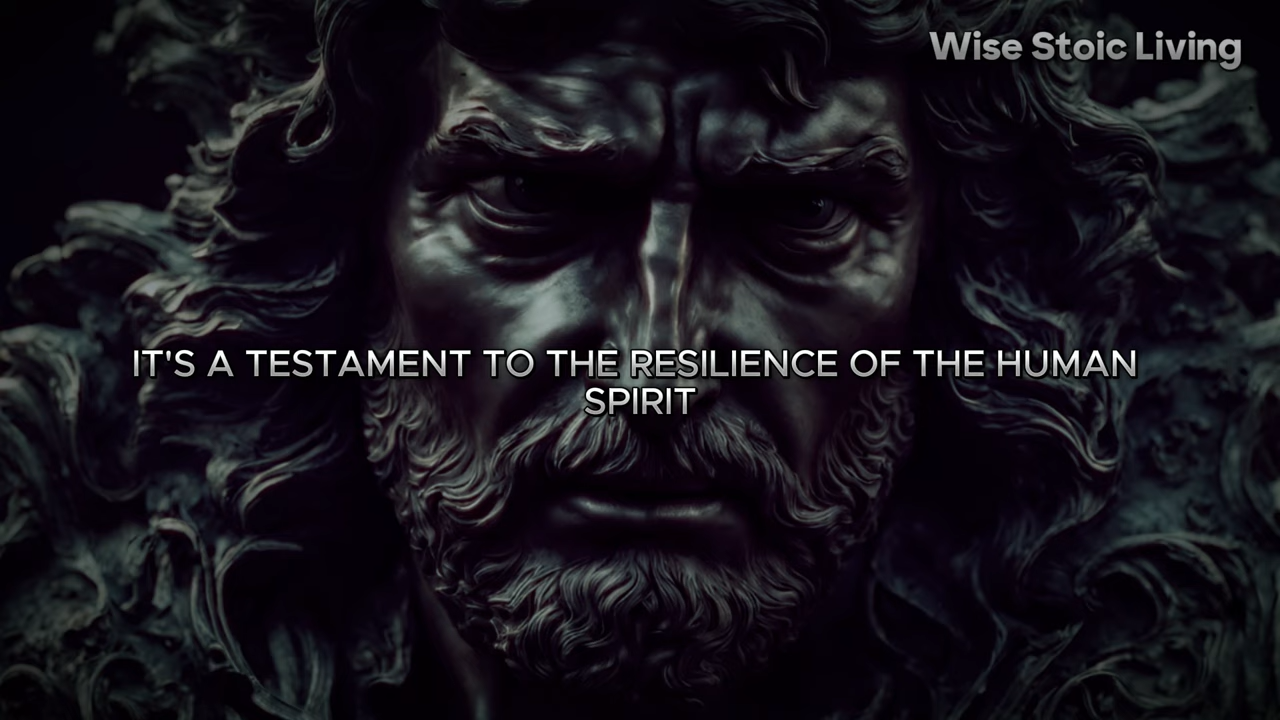 Wise Stoic Living
IT'S A TESTAMENT TO THE RESILIENCE OF THE HUMAN
SPIRIT